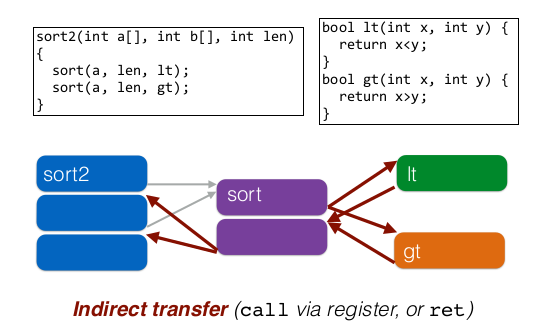 sort2(int a[], int b[], int len)
{
  sort(a, len, lt);
  sort(a, len, gt);
}
bool lt(int x, int y) {
  return x<y;
}
bool gt(int x, int y) {
  return x>y;
}
sort2
sort
lt
gt
Indirect transfer (call via register, or ret)